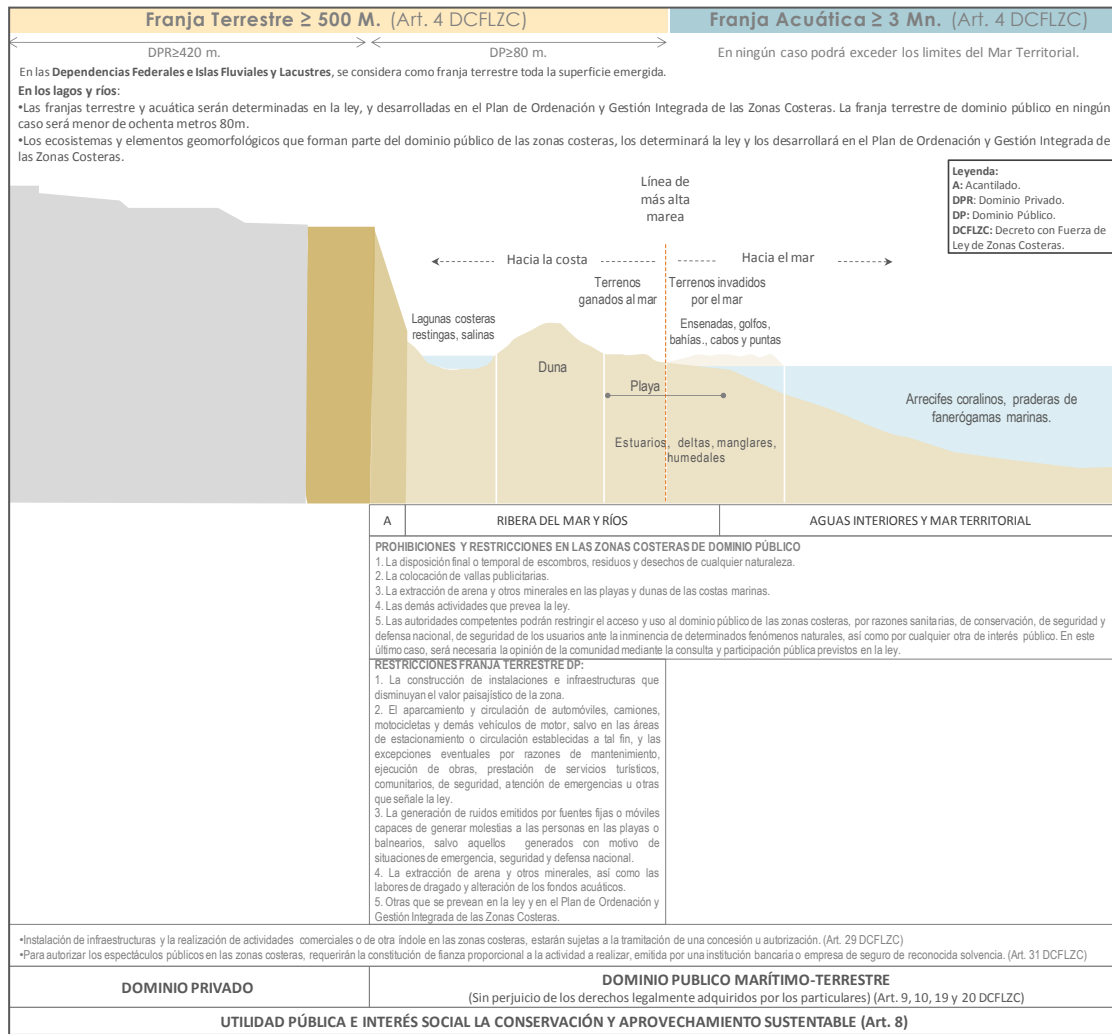 Franja Terrestre ≥ 500 M. (Art. 4 DCFLZC)
Franja Acuática ≥ 3 Mn. (Art. 4 DCFLZC)
DPR≥420 m.
DP≥80 m.
En ningún caso podrá exceder los limites del Mar Territorial.
En las Dependencias Federales e Islas Fluviales y Lacustres, se considera como franja terrestre toda la superficie emergida.
En los lagos y ríos:
•Las franjas terrestre y acuática serán determinadas en la ley, y desarrolladas en el Plan de Ordenación y Gestión Integrada de las Zonas Costeras. La franja terrestre de dominio público en ningún
caso será menor de ochenta metros 80m.
•Los ecosistemas y elementos geomorfológicos que forman parte del dominio público de las zonas costeras, los determinará la ley y los desarrollará en el Plan de Ordenación y Gestión Integrada de
las Zonas Costeras.
Leyenda:
A: Acantilado.
DPR: Dominio Privado.
DP: Dominio Público.
DCFLZC: Decreto con Fuerza de
Ley de Zonas Costeras.
Línea de
más alta
marea
Hacia la costa
Hacia el mar
Terrenos
ganados al mar
Terrenos invadidos
por el mar
Lagunas costeras
restingas, salinas
Ensenadas, golfos,
bahías., cabos y puntas
Duna
Playa
Arrecifes coralinos, praderas de
fanerógamas marinas.
Estuarios, deltas, manglares,
humedales
A
RIBERA DEL MAR Y RÍOS
AGUAS INTERIORES Y MAR TERRITORIAL
PROHIBICIONES Y RESTRICCIONES EN LAS ZONAS COSTERAS DE DOMINIO PÚBLICO
1. La disposición final o temporal de escombros, residuos y desechos de cualquier naturaleza.
2. La colocación de vallas publicitarias.
3. La extracción de arena y otros minerales en las playas y dunas de las costas marinas.
4. Las demás actividades que prevea la ley.
5. Las autoridades competentes podrán restringir el acceso y uso al dominio público de las zonas costeras, por razones sanitarias, de conservación, de seguridad y
defensa nacional, de seguridad de los usuarios ante la inminencia de determinados fenómenos naturales, así como por cualquier otra de interés público. En este
último caso, será necesaria la opinión de la comunidad mediante la consulta y participación pública previstos en la ley.
RESTRICCIONES FRANJA TERRESTRE DP:
1. La construcción de instalaciones e infraestructuras que
disminuyan el valor paisajístico de la zona.
2. El aparcamiento y circulación de automóviles, camiones,
motocicletas y demás vehículos de motor, salvo en las áreas
de estacionamiento o circulación establecidas a tal fin, y las
excepciones eventuales por razones de mantenimiento,
ejecución de obras, prestación de servicios turísticos,
comunitarios, de seguridad, atención de emergencias u otras
que señale la ley.
3. La generación de ruidos emitidos por fuentes fijas o móviles
capaces de generar molestias a las personas en las playas o
balnearios, salvo aquellos generados con motivo de
situaciones de emergencia, seguridad y defensa nacional.
4. La extracción de arena y otros minerales, así como las
labores de dragado y alteración de los fondos acuáticos.
5. Otras que se prevean en la ley y en el Plan de Ordenación y
Gestión Integrada de las Zonas Costeras.
•Instalación de infraestructuras y la realización de actividades comerciales o de otra índole en las zonas costeras, estarán sujetas a la tramitación de una concesión u autorización. (Art. 29 DCFLZC)
•Para autorizar los espectáculos públicos en las zonas costeras, requerirán la constitución de fianza proporcional a la actividad a realizar, emitida por una institución bancaria o empresa de seguro de reconocida solvencia. (Art. 31 DCFLZC)
DOMINIO PRIVADO
DOMINIO PUBLICO MARÍTIMO-TERRESTRE
(Sin perjuicio de los derechos legalmente adquiridos por los particulares) (Art. 9, 10, 19 y 20 DCFLZC)
UTILIDAD PÚBLICA E INTERÉS SOCIAL LA CONSERVACIÓN Y APROVECHAMIENTO SUSTENTABLE (Art. 8)